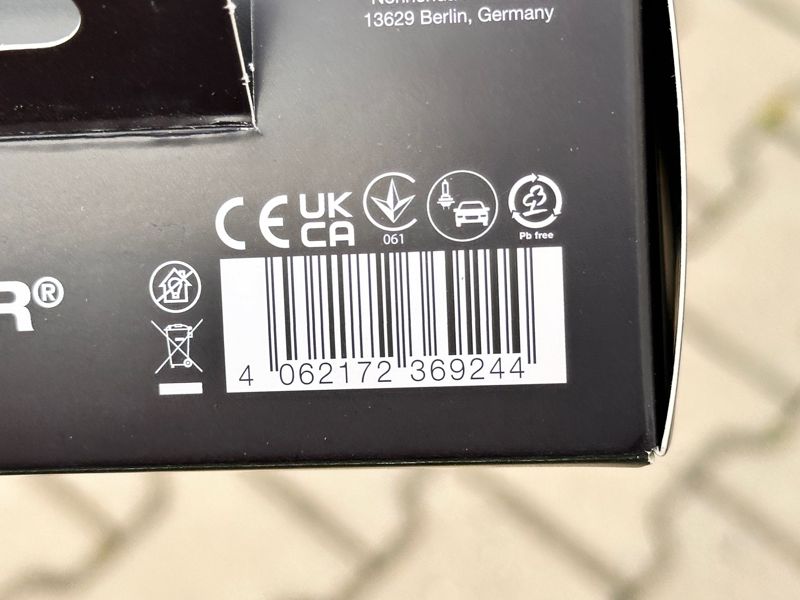 13629 Berlin, Germany
CE UK CA
061
Pb free
R®
4 062172 369244